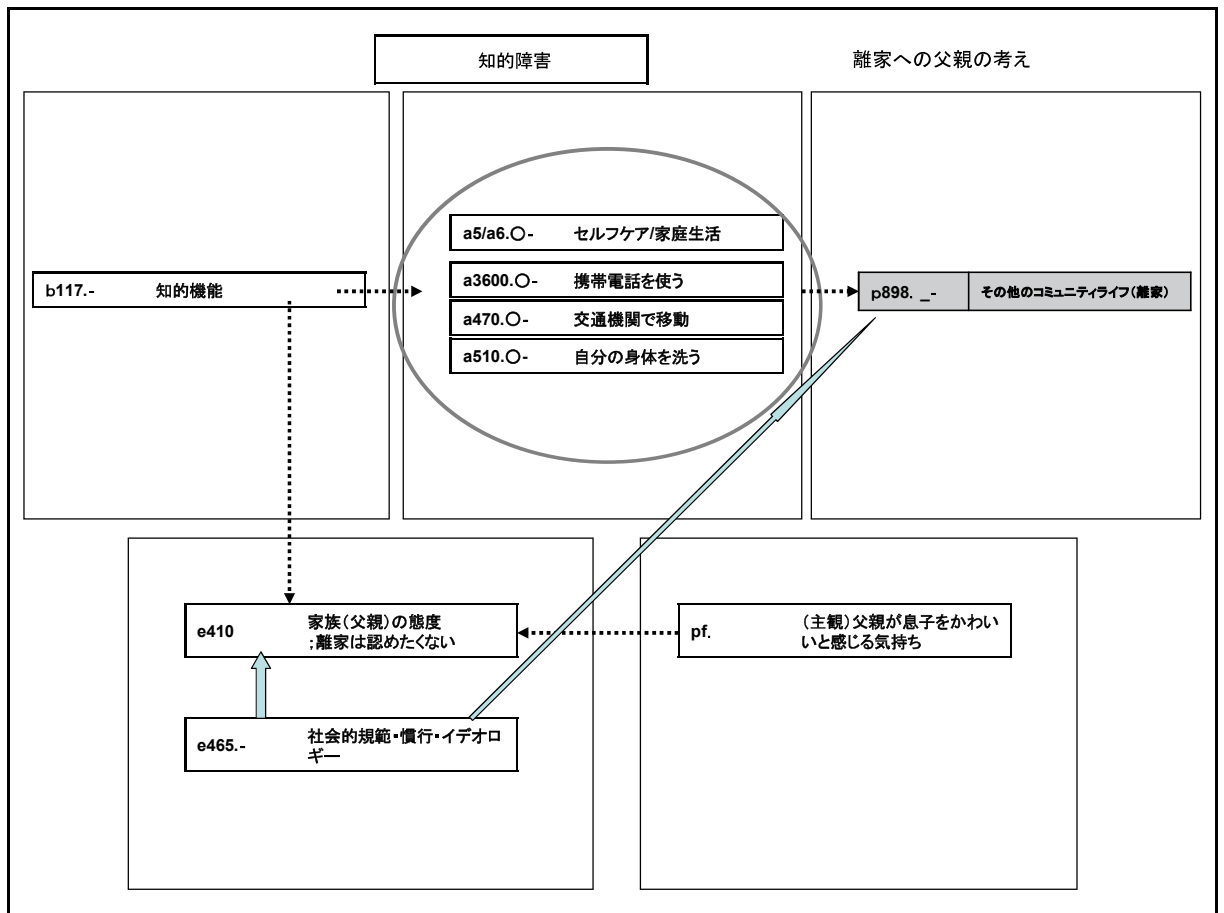 知的障害
離家への父親の考え
a5/a6.○- セルフケア/家庭生活
b117.- 知的機能
a3600.○- 携帯電話を使う
p898. _- その他のコミュニティライフ(離家)
a470.○- 交通機関で移動
a510.○- 自分の身体を洗う
e410 家族(父親)の態度
;離家は認めたくない
pf. (主観)父親が息子をかわい
いと感じる気持ち
e465.- 社会的規範・慣行・イデオロ
ギー